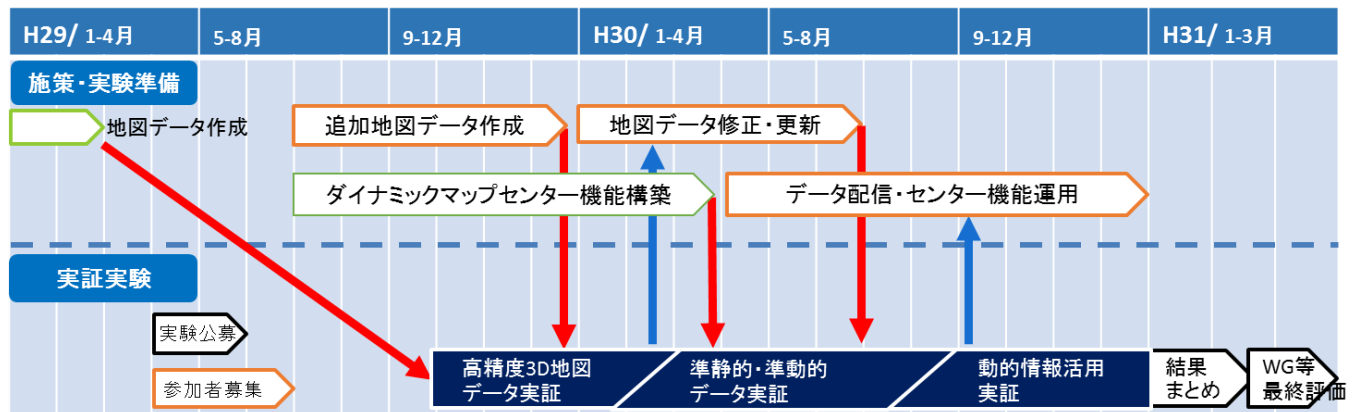 H29/ 1-4月
5-8月
9-12月
H30/ 1-4月
5-8月
9-12月
H31/ 1-3月
施策・実験準備
地図データ作成
追加地図データ作成
地図データ修正・更新
ダイナミックマップセンター機能構築
データ配信・センター機能運用
実証実験
実験公募
参加者募集
高精度3D地図
データ実証
準静的・準動的
データ実証
動的情報活用
実証
結果
まとめ
WG等
最終評価